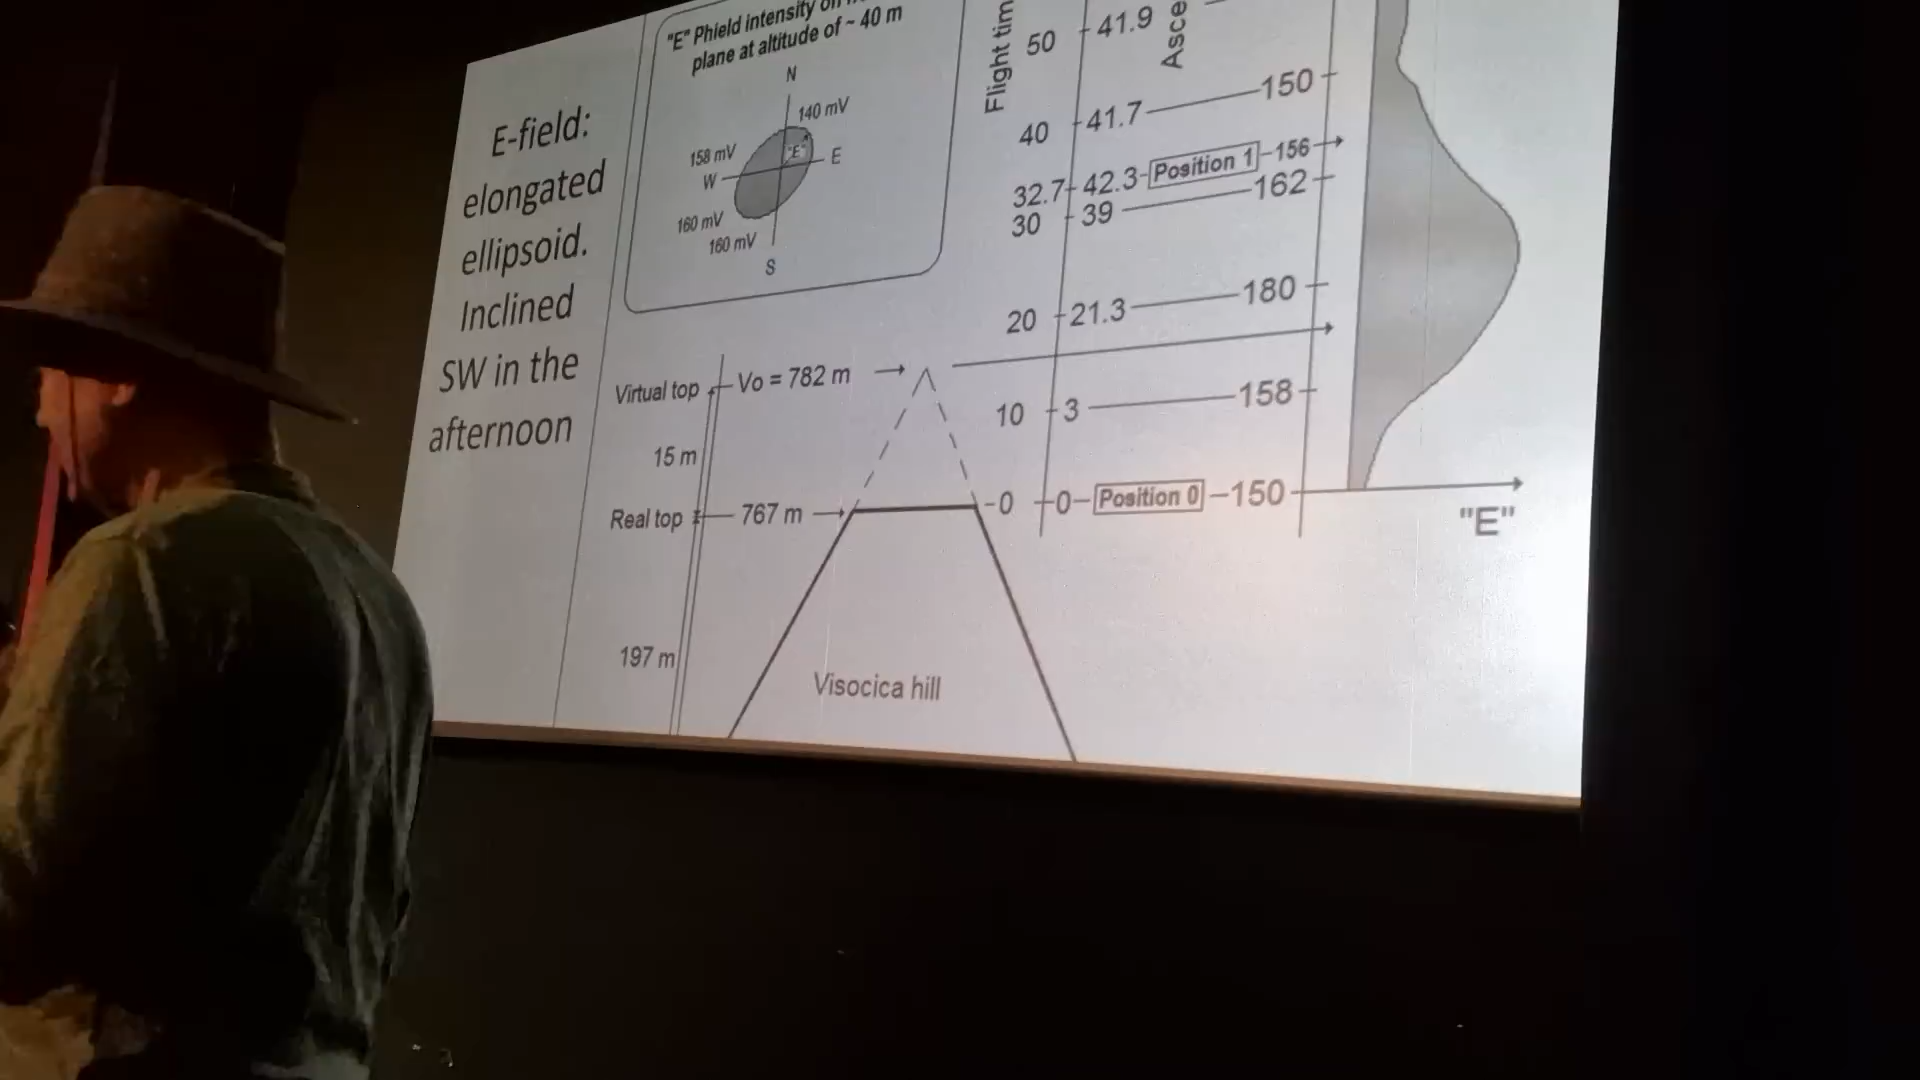 E-field:
elongated
ellipsoid.
Inclined
SW in the
afternoon
"E" Phield intensity on
plane at altitude of ~ 40 m
N
140 mV
158 mV
"E"
E
W
160 mV
160 mV
S
Flight tim
Asce
50 41.9
150
40 41.7
32.7 42.3 Position 1 156
162
30 39
180
20 21.3
158
10 3
0 0 Position 0 150
"E"
Virtual top Vo = 782 m
15 m
Real top 767 m
197 m
Visocica hill